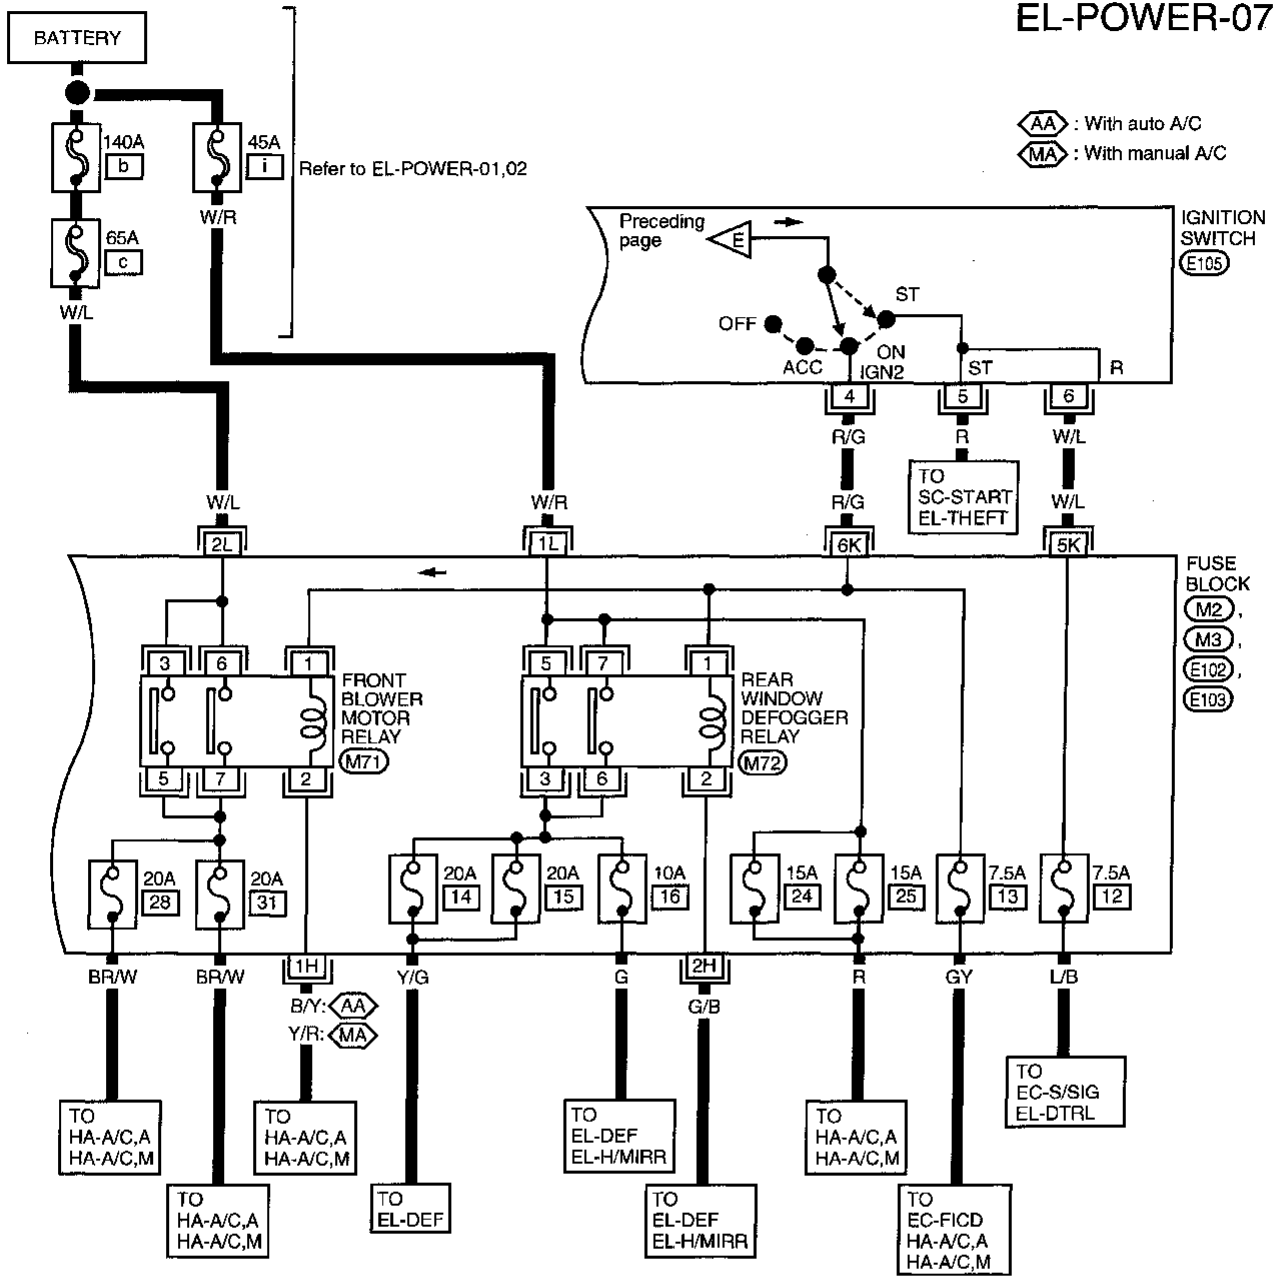 EL-POWER-07
BATTERY
140A
b
45A
i
Refer to EL-POWER-01,02
AA : With auto A/C
MA : With manual A/C
W/R
65A
c
W/L
Preceding
page
E
IGNITION
SWITCH
E105
ST
OFF
ACC
ON
IGN2
ST
R
4
5
6
R/G
R
W/L
TO
SC-START
EL-THEFT
W/L
W/R
R/G
W/L
2L
1L
6K
5K
FUSE
BLOCK
M2 ,
M3 ,
E102 ,
E103
3
6
1
FRONT
BLOWER
MOTOR
RELAY
M71
5
7
2
5
7
1
REAR
WINDOW
DEFOGGER
RELAY
M72
3
6
2
20A
28
20A
31
20A
14
20A
15
10A
16
15A
24
15A
25
7.5A
13
7.5A
12
BR/W
BR/W
1H
Y/G
G
2H
R
GY
L/B
B/Y: AA
Y/R: MA
G/B
TO
EC-S/SIG
EL-DTRL
TO
HA-A/C,A
HA-A/C,M
TO
HA-A/C,A
HA-A/C,M
TO
EL-DEF
EL-H/MIRR
TO
HA-A/C,A
HA-A/C,M
TO
HA-A/C,A
HA-A/C,M
TO
EL-DEF
TO
EL-DEF
EL-H/MIRR
TO
EC-FICD
HA-A/C,A
HA-A/C,M